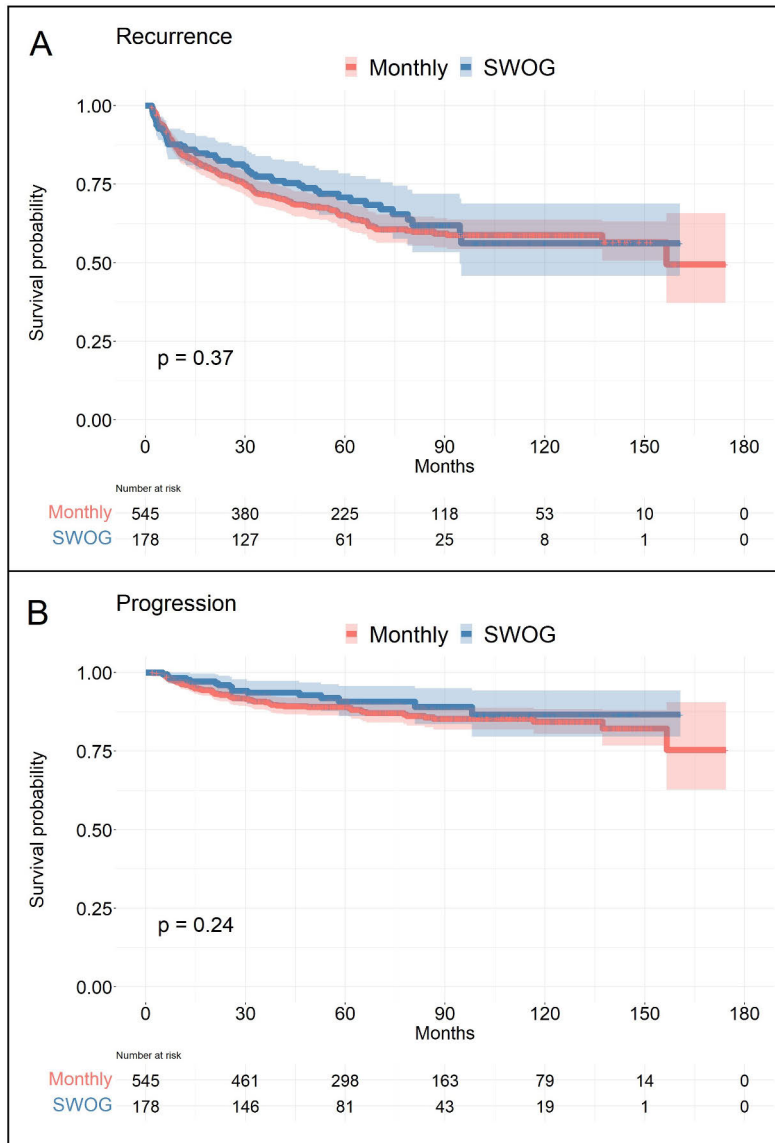 A
Recurrence
Monthly SWOG
1.00
0.75
0.50
0.25
0.00
Survival probability
p = 0.37
0 30 60 90 120 150 180
Months
Number at risk
Monthly 545 380 225 118 53 10 0
SWOG 178 127 61 25 8 1 0
B
Progression
Monthly SWOG
1.00
0.75
0.50
0.25
0.00
Survival probability
p = 0.24
0 30 60 90 120 150 180
Months
Number at risk
Monthly 545 461 298 163 79 14 0
SWOG 178 146 81 43 19 1 0